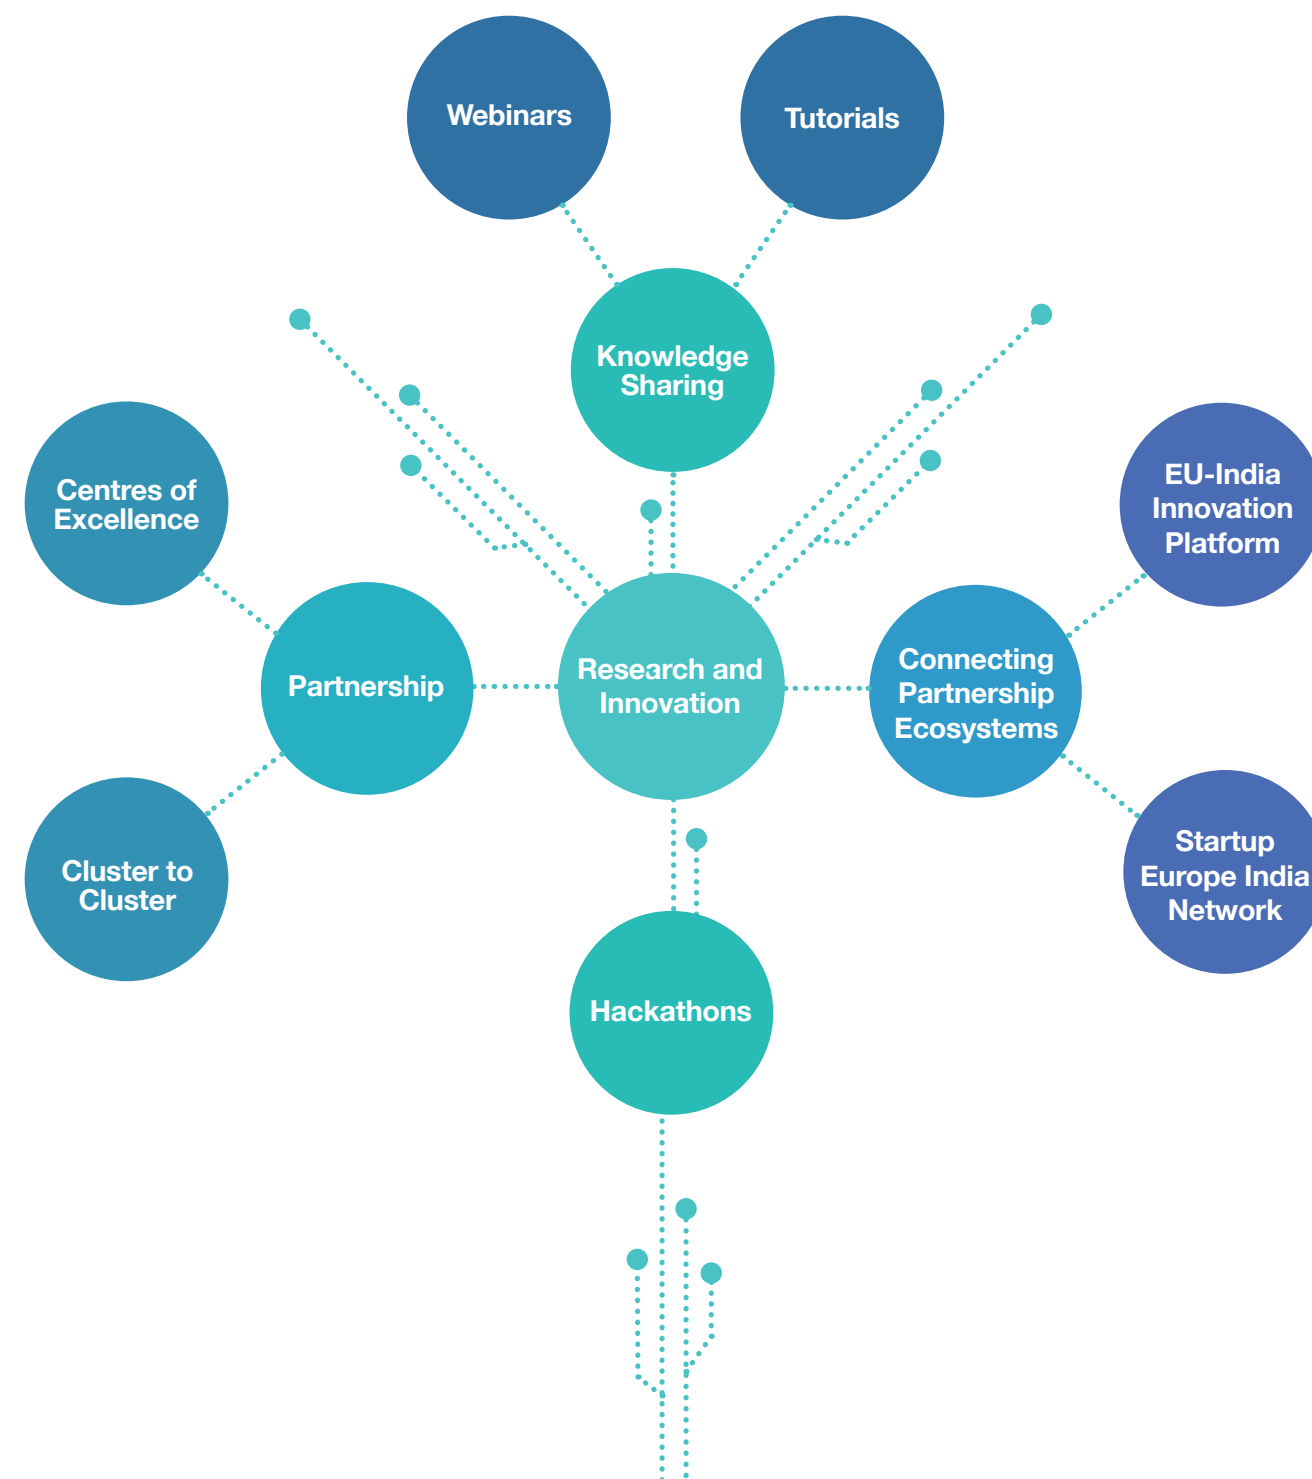 Webinars
Tutorials
Knowledge
Sharing
Centres of
Excellence
EU-India
Innovation
Platform
Partnership
Research and
Innovation
Connecting
Partnership
Ecosystems
Cluster to
Cluster
Startup
Europe India
Network
Hackathons